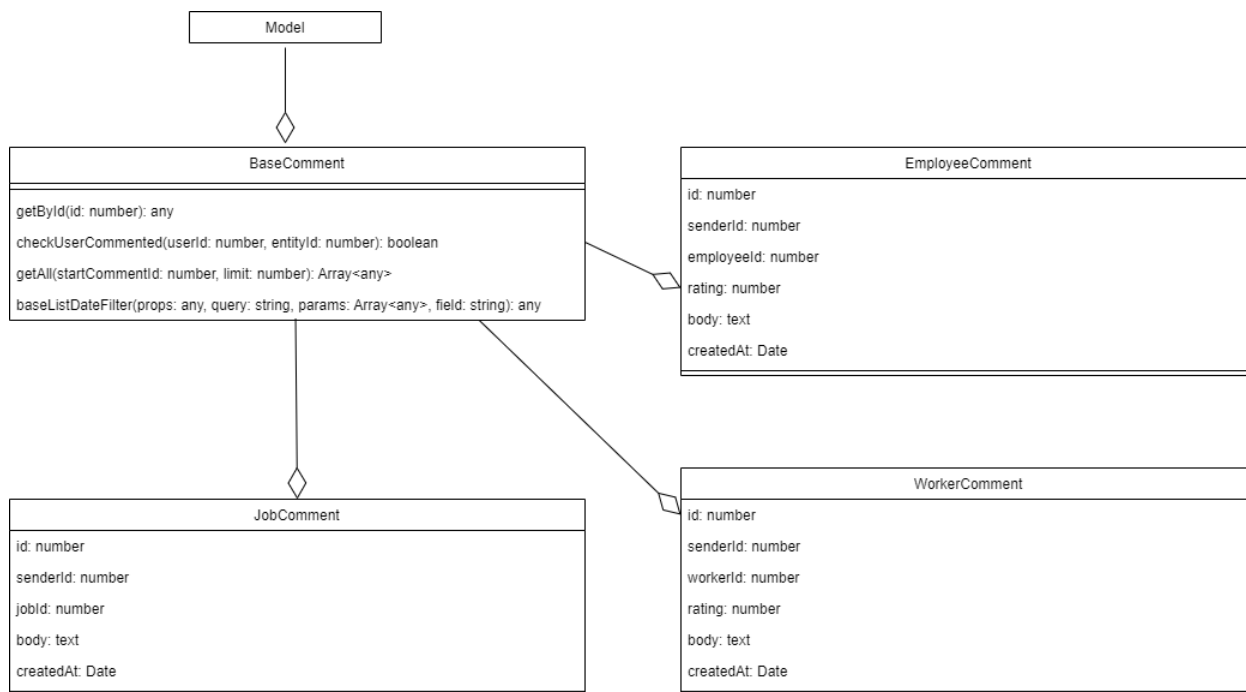 Model
BaseComment
getById(id: number): any
checkUserCommented(userId: number, entityId: number): boolean
getAll(startCommentId: number, limit: number): Array<any>
baseListDateFilter(props: any, query: string, params: Array<any>, field: string): any
EmployeeComment
id: number
senderId: number
employeeId: number
rating: number
body: text
createdAt: Date
JobComment
id: number
senderId: number
jobId: number
body: text
createdAt: Date
WorkerComment
id: number
senderId: number
workerId: number
rating: number
body: text
createdAt: Date